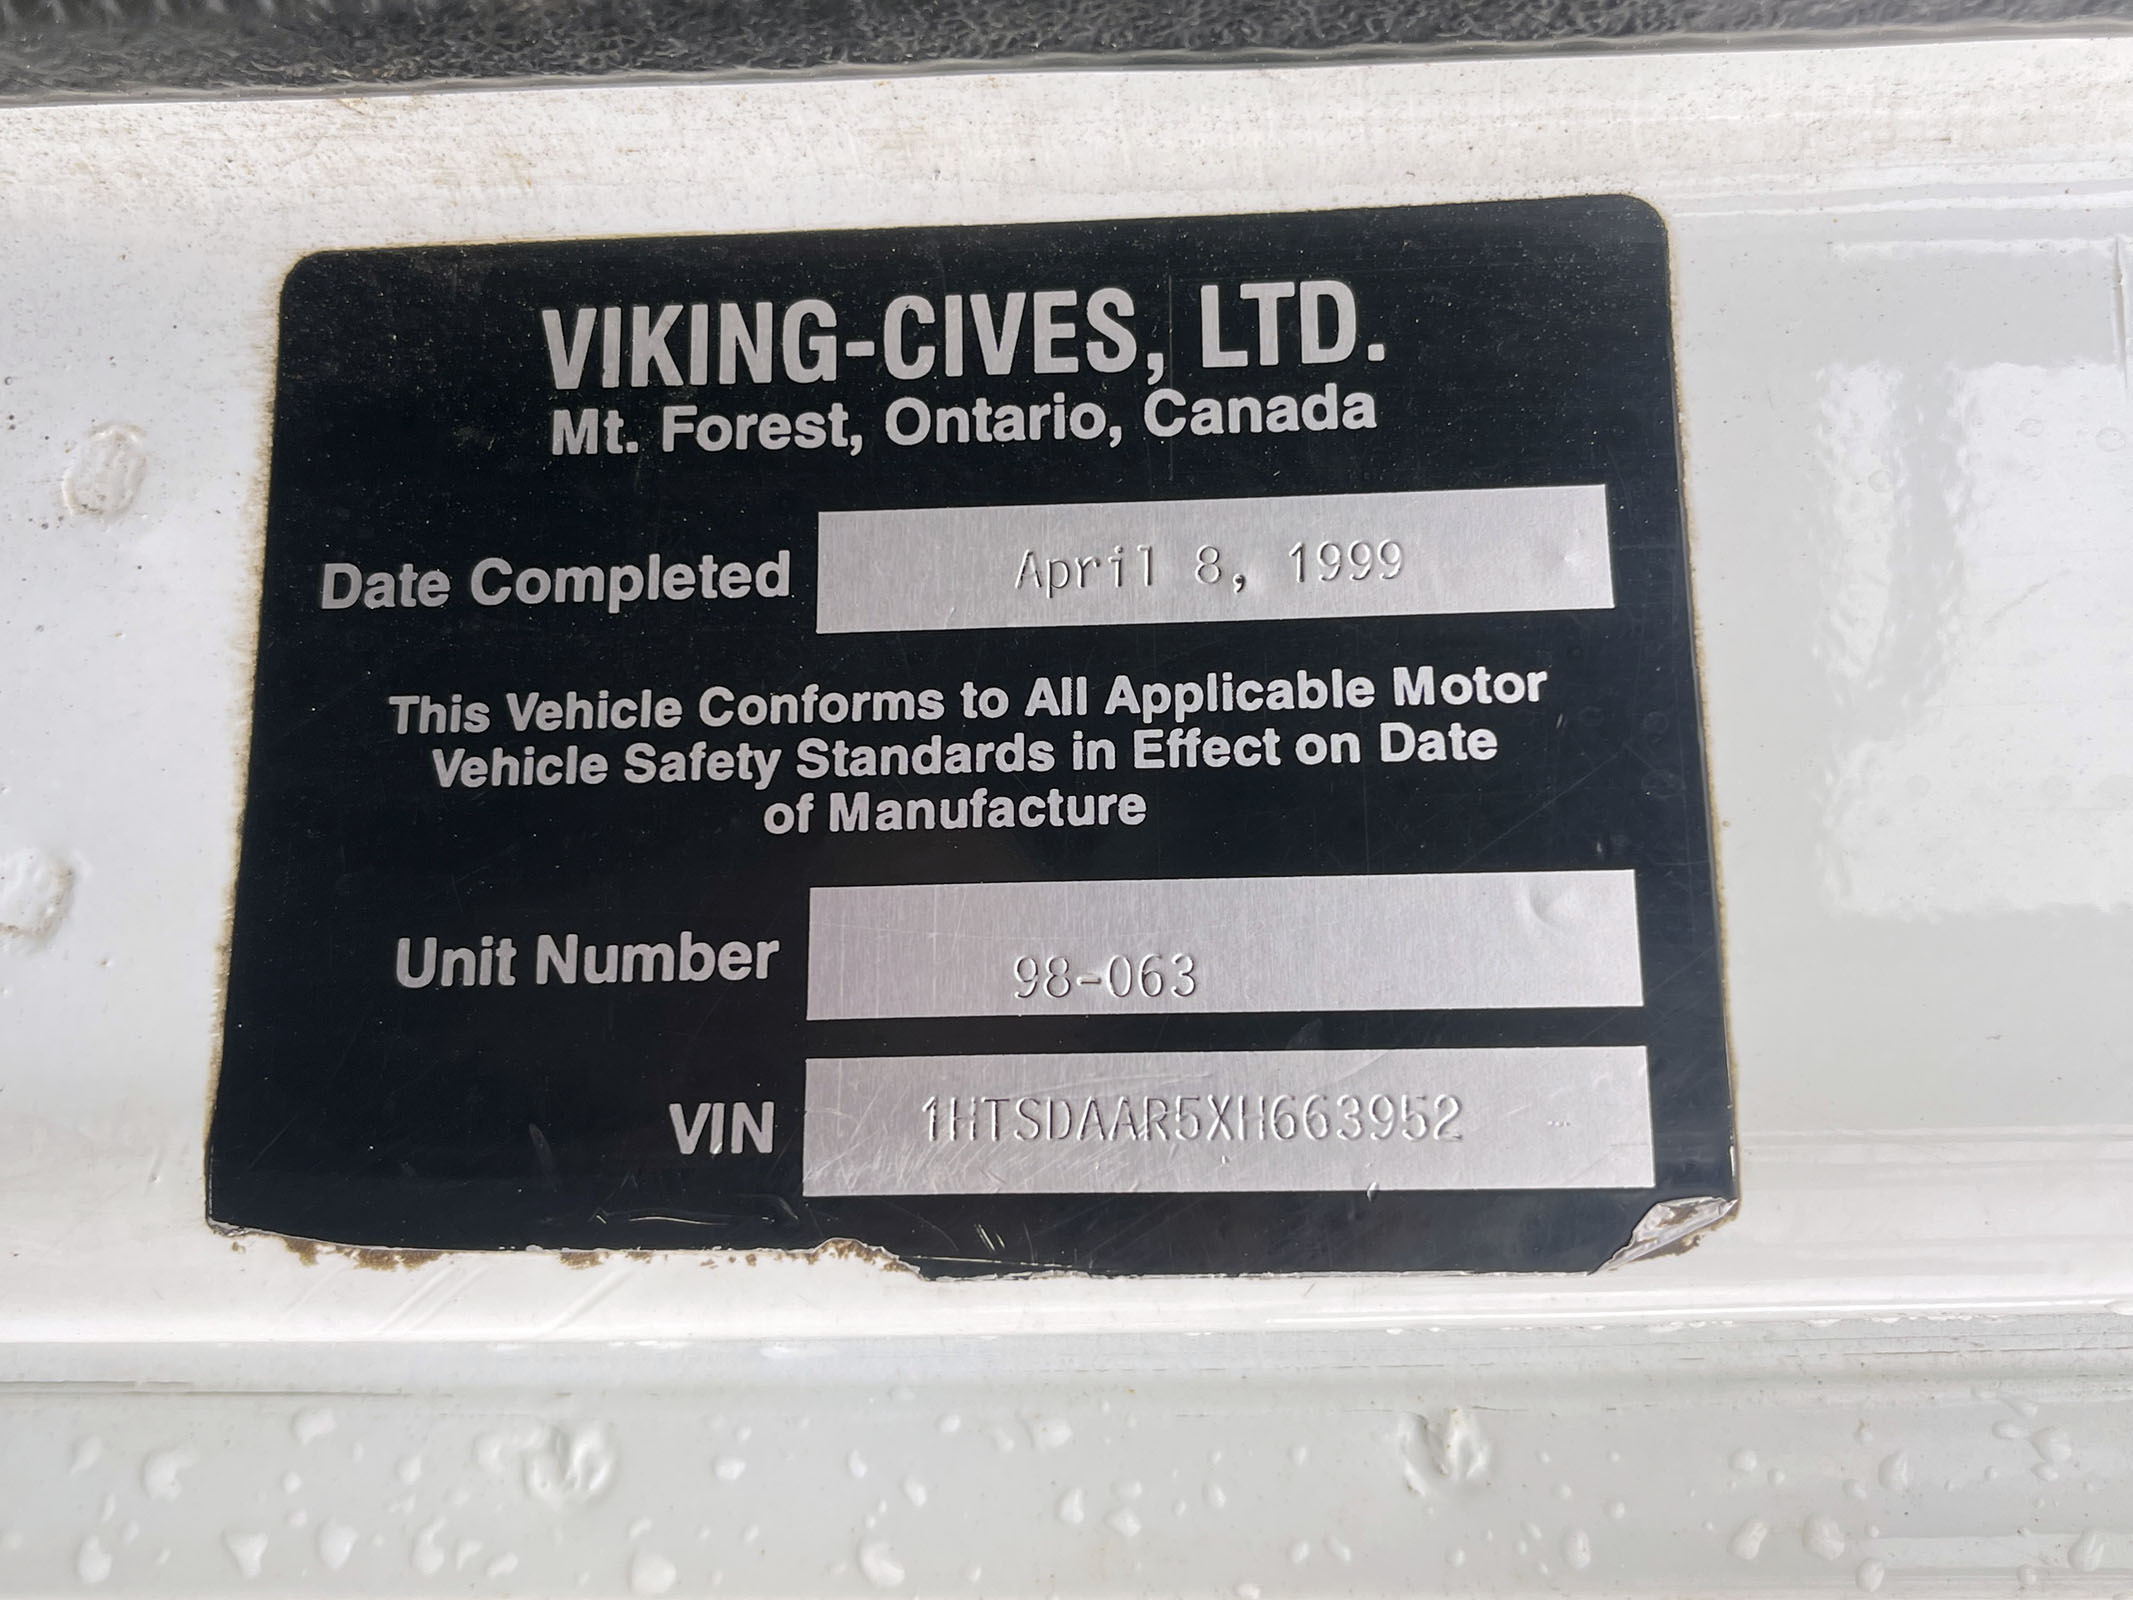 VIKING-CIVES, LTD.
Mt. Forest, Ontario, Canada
Date Completed April 8, 1999
This Vehicle Conforms to All Applicable Motor
Vehicle Safety Standards in Effect on Date
of Manufacture
Unit Number 98-063
VIN 1HTSDAAR5XH663952